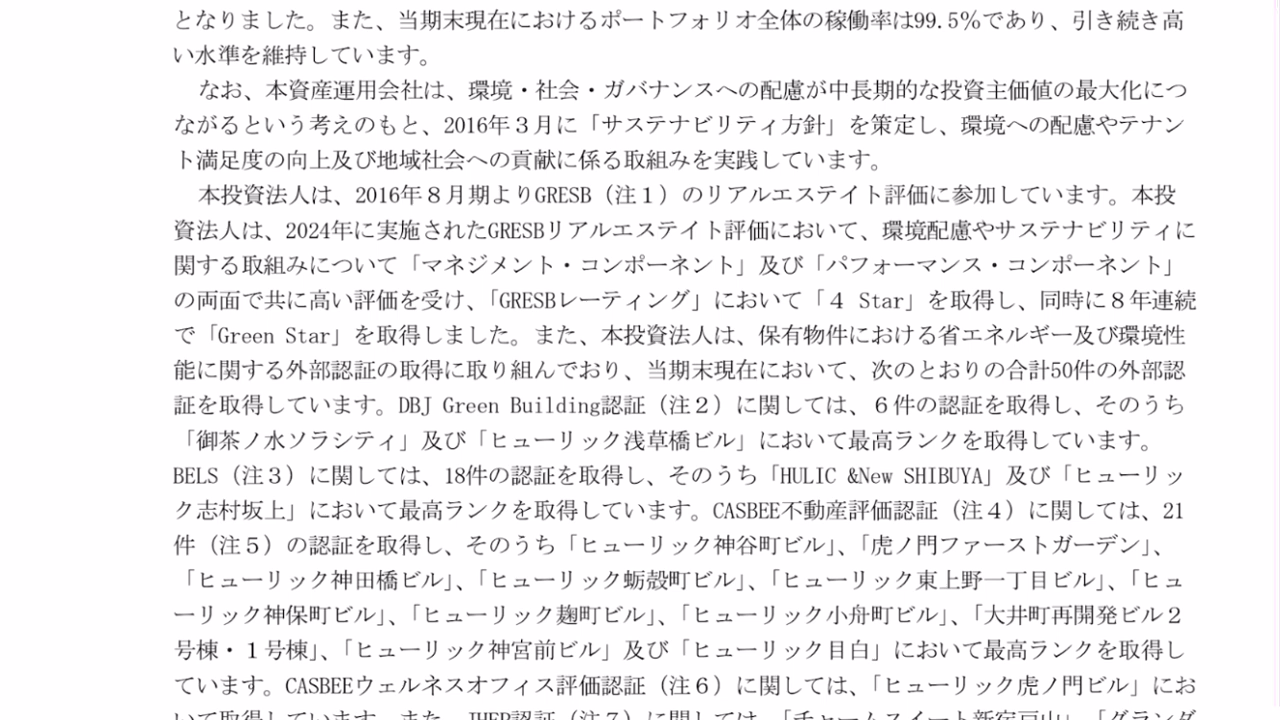 となりました。また、当期末現在におけるポートフォリオ全体の稼働率は99.5％であり、引き続き高
い水準を維持しています。
なお、本資産運用会社は、環境・社会・ガバナンスへの配慮が中長期的な投資主価値の最大化につ
ながるという考えのもと、2016年３月に「サステナビリティ方針」を策定し、環境への配慮やテナン
ト満足度の向上及び地域社会への貢献に係る取組みを実践しています。
本投資法人は、2016年８月期よりGRESB（注１）のリアルエステイト評価に参加しています。本投
資法人は、2024年に実施されたGRESBリアルエステイト評価において、環境配慮やサステナビリティに
関する取組みについて「マネジメント・コンポーネント」及び「パフォーマンス・コンポーネント」
の両面で共に高い評価を受け、「GRESBレーティング」において「４ Star」を取得し、同時に８年連続
で「Green Star」を取得しました。また、本投資法人は、保有物件における省エネルギー及び環境性
能に関する外部認証の取得に取り組んでおり、当期末現在において、次のとおりの合計50件の外部認
証を取得しています。DBJ Green Building認証（注２）に関しては、６件の認証を取得し、そのうち
「御茶ノ水ソラシティ」及び「ヒューリック浅草橋ビル」において最高ランクを取得しています。
BELS（注３）に関しては、18件の認証を取得し、そのうち「HULIC &New SHIBUYA」及び「ヒューリッ
ク志村坂上」において最高ランクを取得しています。CASBEE不動産評価認証（注４）に関しては、21
件（注５）の認証を取得し、そのうち「ヒューリック神谷町ビル」、「虎ノ門ファーストガーデン」、
「ヒューリック神田橋ビル」、「ヒューリック蛎殻町ビル」、「ヒューリック東上野一丁目ビル」、「ヒュ
ーリック神保町ビル」、「ヒューリック麹町ビル」、「ヒューリック小舟町ビル」、「大井町再開発ビル２
号棟・１号棟」、「ヒューリック神宮前ビル」及び「ヒューリック目白」において最高ランクを取得し
ています。CASBEEウェルネスオフィス評価認証（注６）に関しては、「ヒューリック虎ノ門ビル」にお
いて取得しています。また、JHEP認証（注７）に関しては、「チャームスイート新宿戸山」、「グランダ